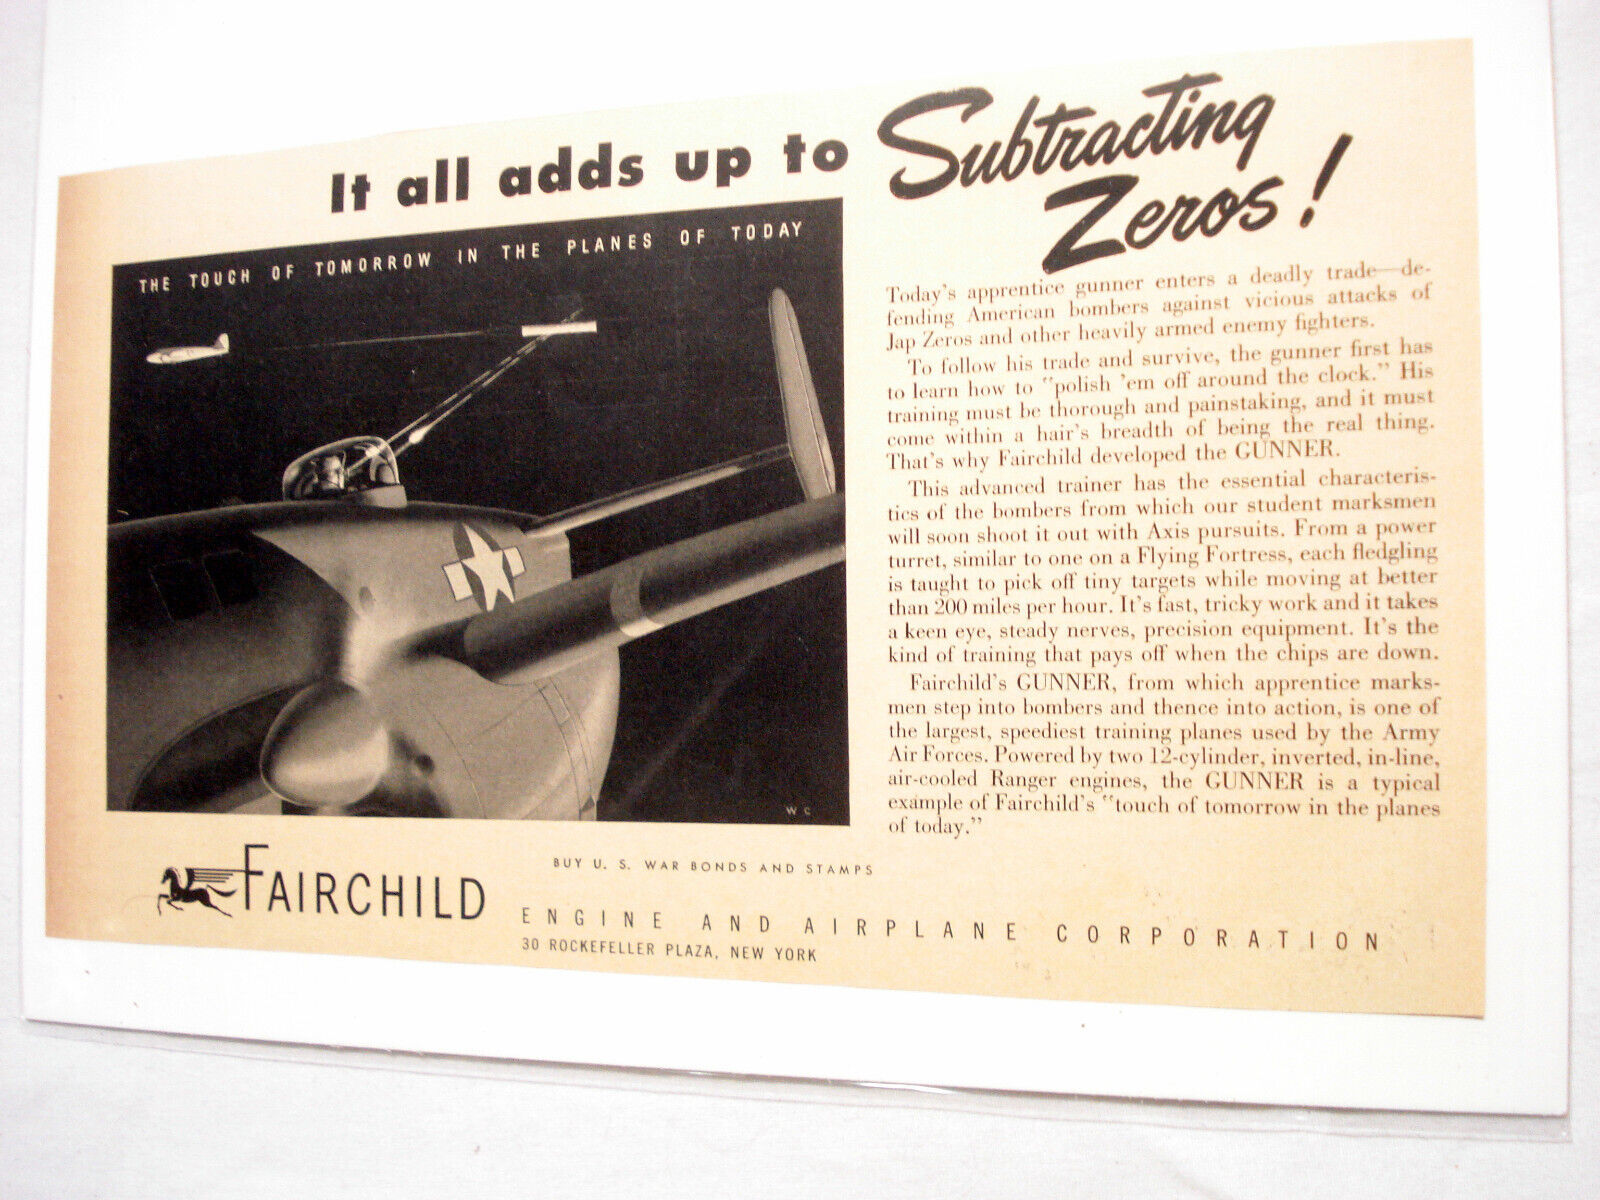 It all adds up to Subtracting
Zeros!
THE TOUCH OF TOMORROW IN THE PLANES OF TODAY
W C
Today's apprentice gunner enters a deadly trade—de-
fending American bombers against vicious attacks of
Jap Zeros and other heavily armed enemy fighters.
To follow his trade and survive, the gunner first has
to learn how to "polish 'em off around the clock." His
training must be thorough and painstaking, and it must
come within a hair's breadth of being the real thing.
That's why Fairchild developed the GUNNER.
This advanced trainer has the essential characteris-
tics of the bombers from which our student marksmen
will soon shoot it out with Axis pursuits. From a power
turret, similar to one on a Flying Fortress, each fledgling
is taught to pick off tiny targets while moving at better
than 200 miles per hour. It's fast, tricky work and it takes
a keen eye, steady nerves, precision equipment. It's the
kind of training that pays off when the chips are down.
Fairchild's GUNNER, from which apprentice marks-
men step into bombers and thence into action, is one of
the largest, speediest training planes used by the Army
Air Forces. Powered by two 12-cylinder, inverted, in-line,
air-cooled Ranger engines, the GUNNER is a typical
example of Fairchild's "touch of tomorrow in the planes
of today."
BUY U. S. WAR BONDS AND STAMPS
FAIRCHILD
ENGINE AND AIRPLANE CORPORATION
30 ROCKEFELLER PLAZA, NEW YORK